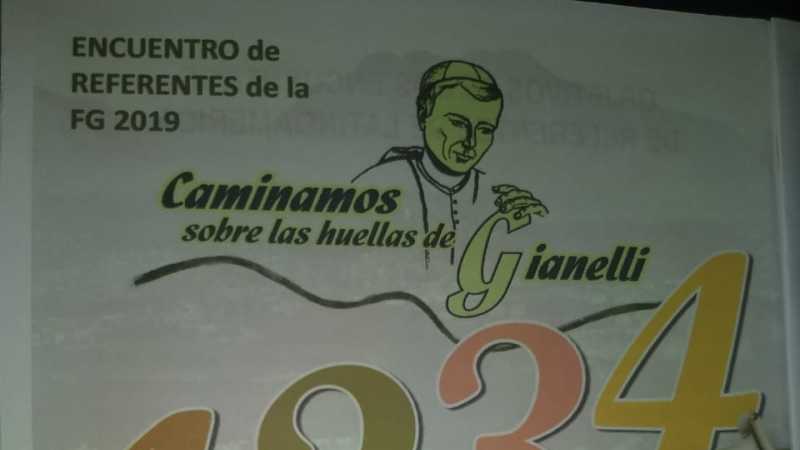 ENCUENTRO de
REFERENTES de la
FG 2019
Caminamos
sobre las huellas de
Gianelli
1834